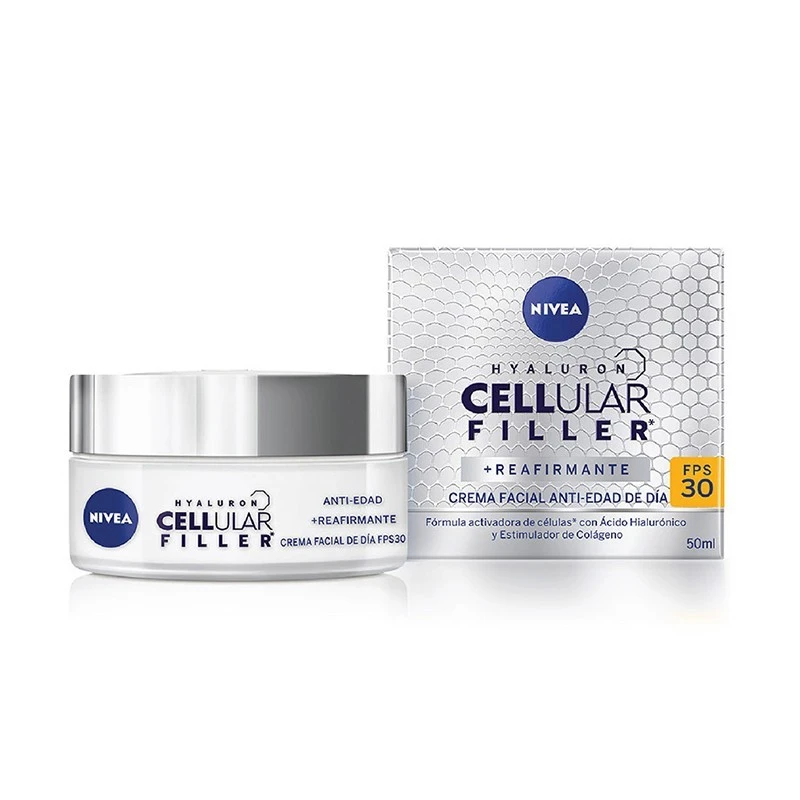 NIVEA
HYALURON
CELLULAR
FILLER*
+REAFIRMANTE
CREMA FACIAL ANTI-EDAD DE DÍA
FPS
30
Fórmula activadora de células* con Ácido Hialurónico
y Estimulador de Colágeno
50ml
NIVEA
HYALURON
CELLULAR
FILLER*
ANTI-EDAD
+REAFIRMANTE
CREMA FACIAL DE DÍA FPS30